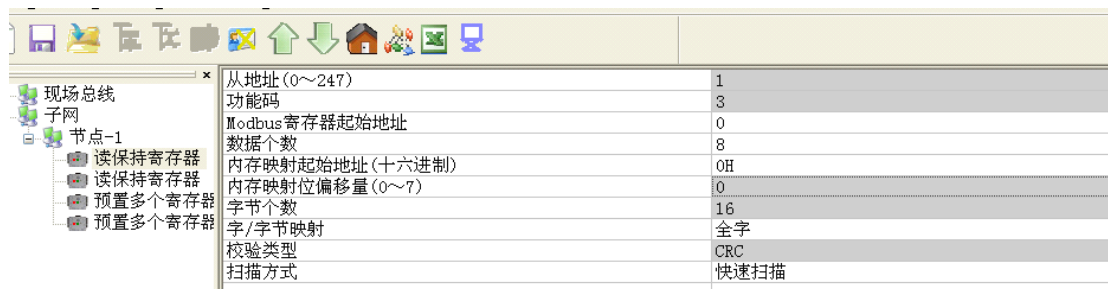 现场总线
子网
节点-1
读保持寄存器
读保持寄存器
预置多个寄存器
预置多个寄存器
从地址(0～247) 1
功能码 3
Modbus寄存器起始地址 0
数据个数 8
内存映射起始地址(十六进制) 0H
内存映射位偏移量(0～7) 0
字节个数 16
字/字节映射 全字
校验类型 CRC
扫描方式 快速扫描